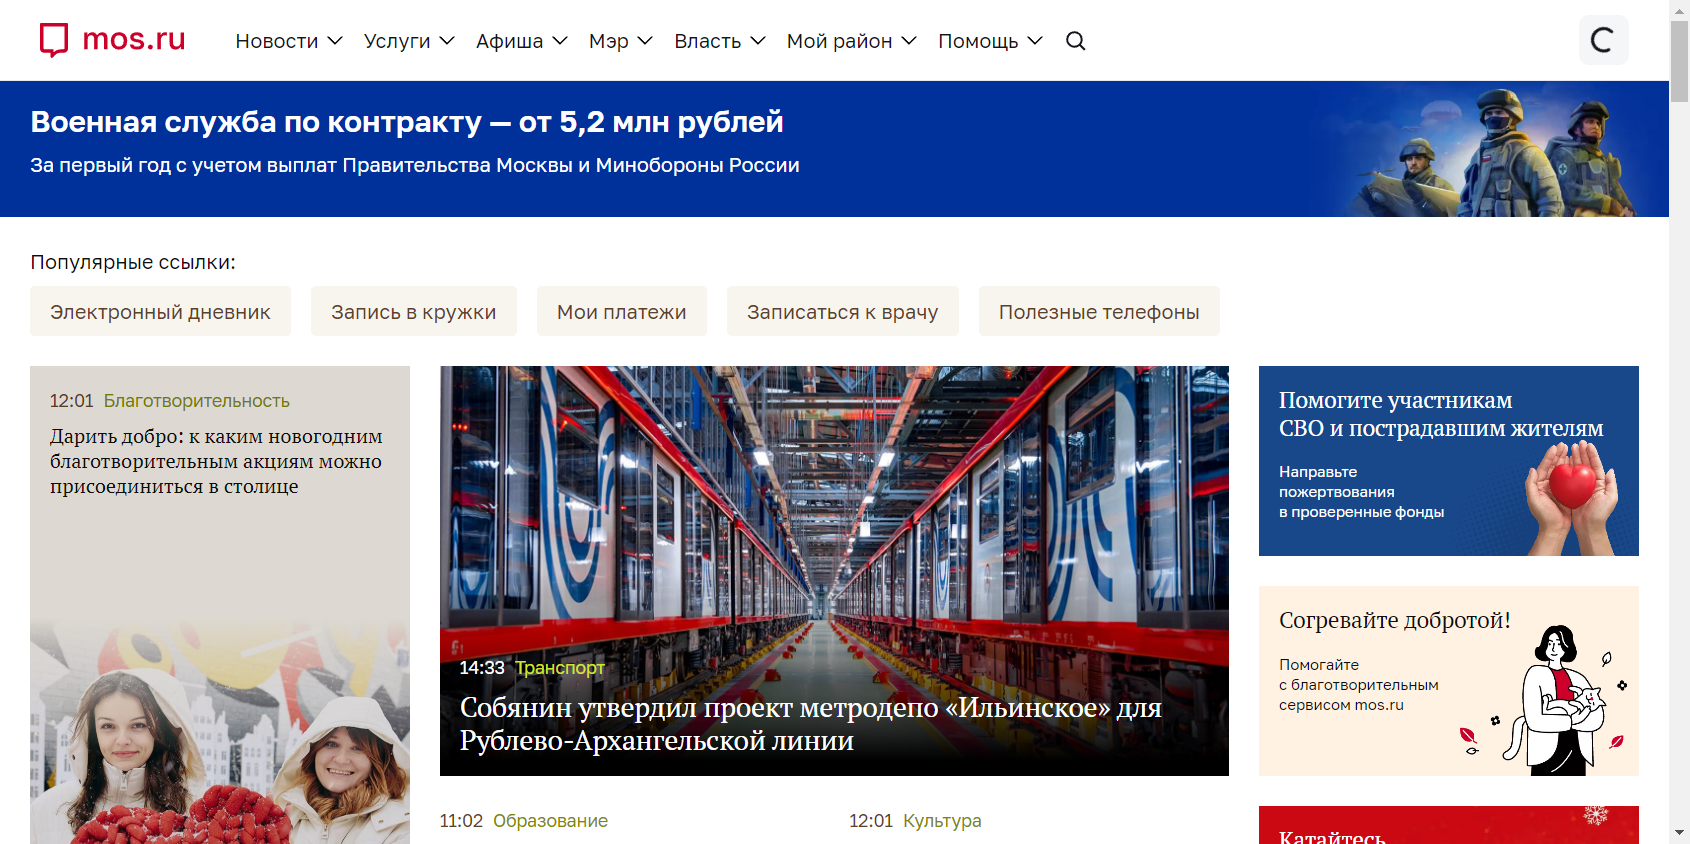 mos.ru
Новости
Услуги
Афиша
Мэр
Власть
Мой район
Помощь
Военная служба по контракту — от 5,2 млн рублей
За первый год с учетом выплат Правительства Москвы и Минобороны России
Популярные ссылки:
Электронный дневник
Запись в кружки
Мои платежи
Записаться к врачу
Полезные телефоны
12:01 Благотворительность
Дарить добро: к каким новогодним
благотворительным акциям можно
присоединиться в столице
14:33 Транспорт
Собянин утвердил проект метродепо «Ильинское» для
Рублево-Архангельской линии
11:02 Образование
12:01 Культура
Помогите участникам
СВО и пострадавшим жителям
Направьте
пожертвования
в проверенные фонды
Согревайте добротой!
Помогайте
с благотворительным
сервисом mos.ru
Катайтесь